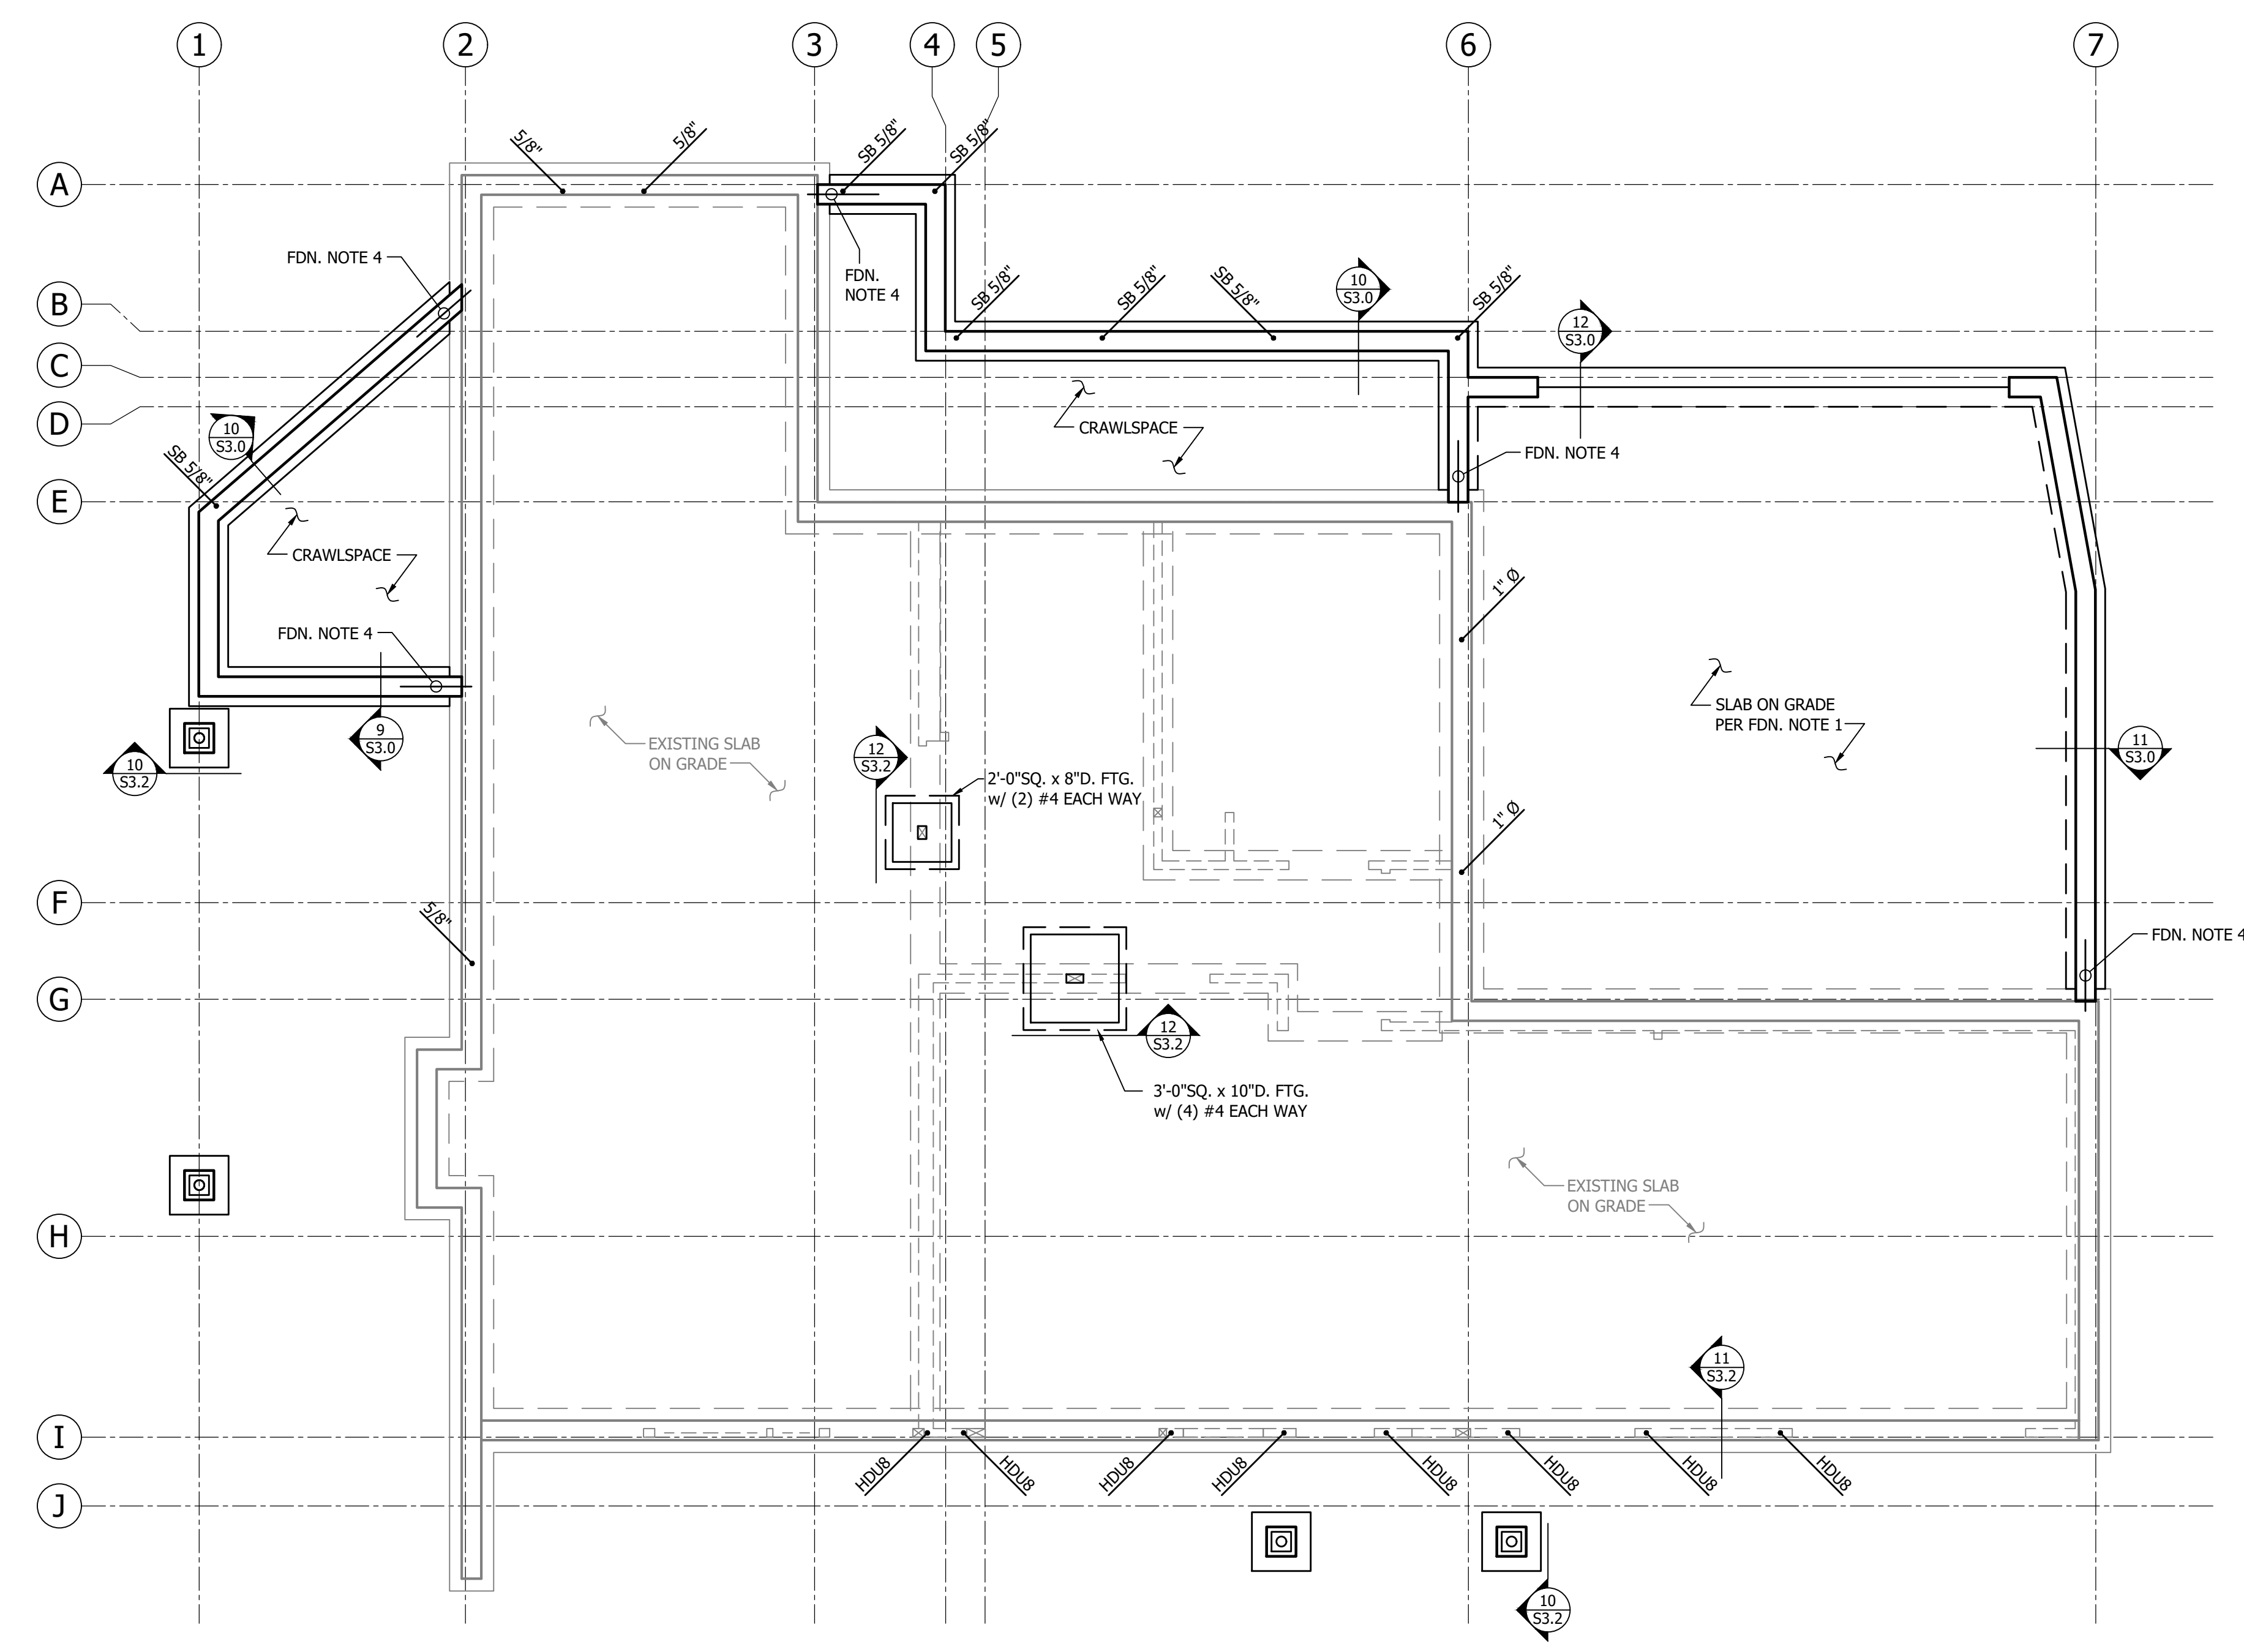 1
2
3
4
5
6
7
A
B
C
D
E
F
G
H
I
J
5/8"
5/8"
SB 5/8"
SB 5/8"
FDN. NOTE 4
FDN.
NOTE 4
SB 5/8"
SB 5/8"
SB 5/8"
10
S3.0
SB 5/8"
12
S3.0
10
S3.0
SB 5/8"
CRAWLSPACE
FDN. NOTE 4
CRAWLSPACE
1" Ø
FDN. NOTE 4
9
S3.0
10
S3.2
EXISTING SLAB
ON GRADE
12
S3.2
2'-0"SQ. x 8"D. FTG.
w/ (2) #4 EACH WAY
SLAB ON GRADE
PER FDN. NOTE 1
11
S3.0
1" Ø
5/8"
FDN. NOTE 4
12
S3.2
3'-0"SQ. x 10"D. FTG.
w/ (4) #4 EACH WAY
EXISTING SLAB
ON GRADE
11
S3.2
HDU8
HDU8
HDU8
HDU8
HDU8
HDU8
HDU8
HDU8
10
S3.2